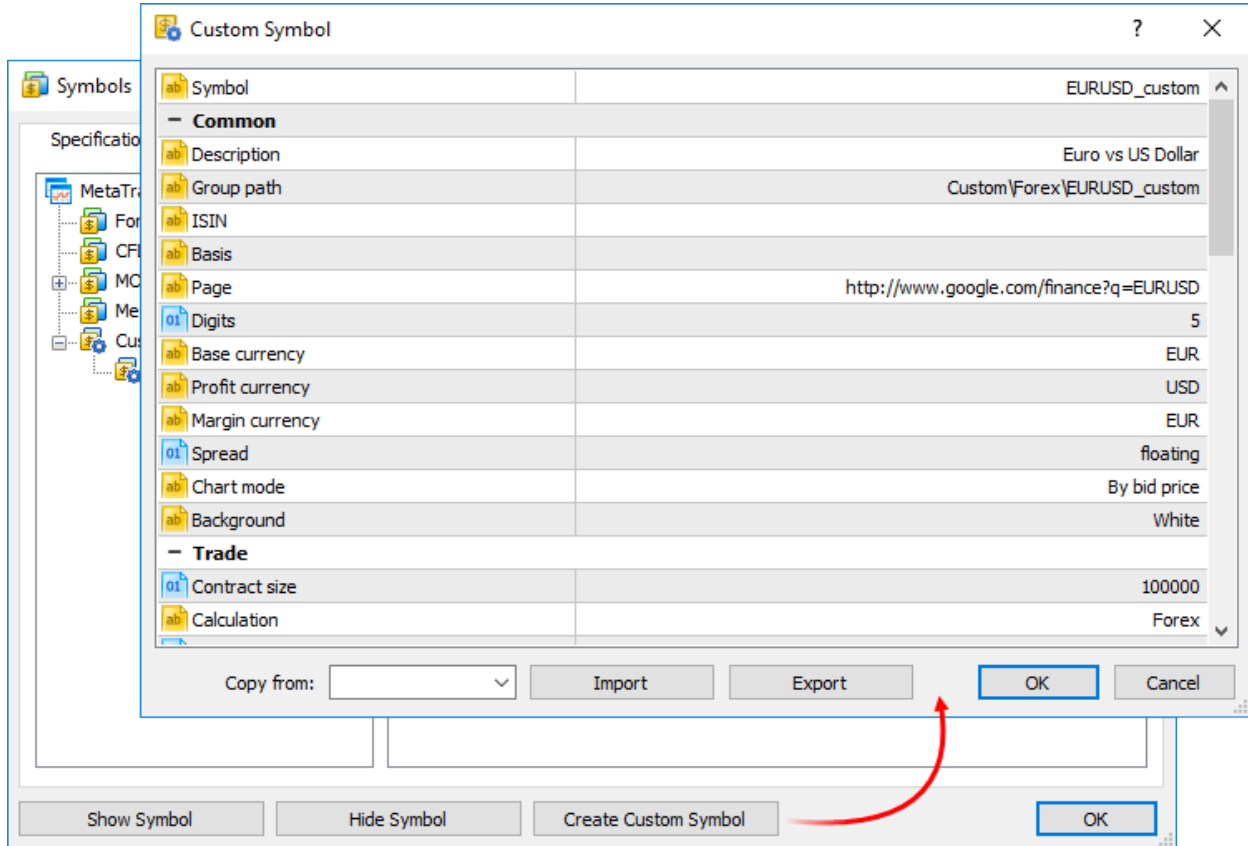 Custom Symbol
Symbols
Specificatio
MetaTra
For
CFD
MO
Me
Cus
Symbol EURUSD_custom
Common
Description Euro vs US Dollar
Group path Custom\Forex\EURUSD_custom
ISIN
Basis
Page http://www.google.com/finance?q=EURUSD
Digits 5
Base currency EUR
Profit currency USD
Margin currency EUR
Spread floating
Chart mode By bid price
Background White
Trade
Contract size 100000
Calculation Forex
Copy from: Import Export OK Cancel
Show Symbol Hide Symbol Create Custom Symbol OK